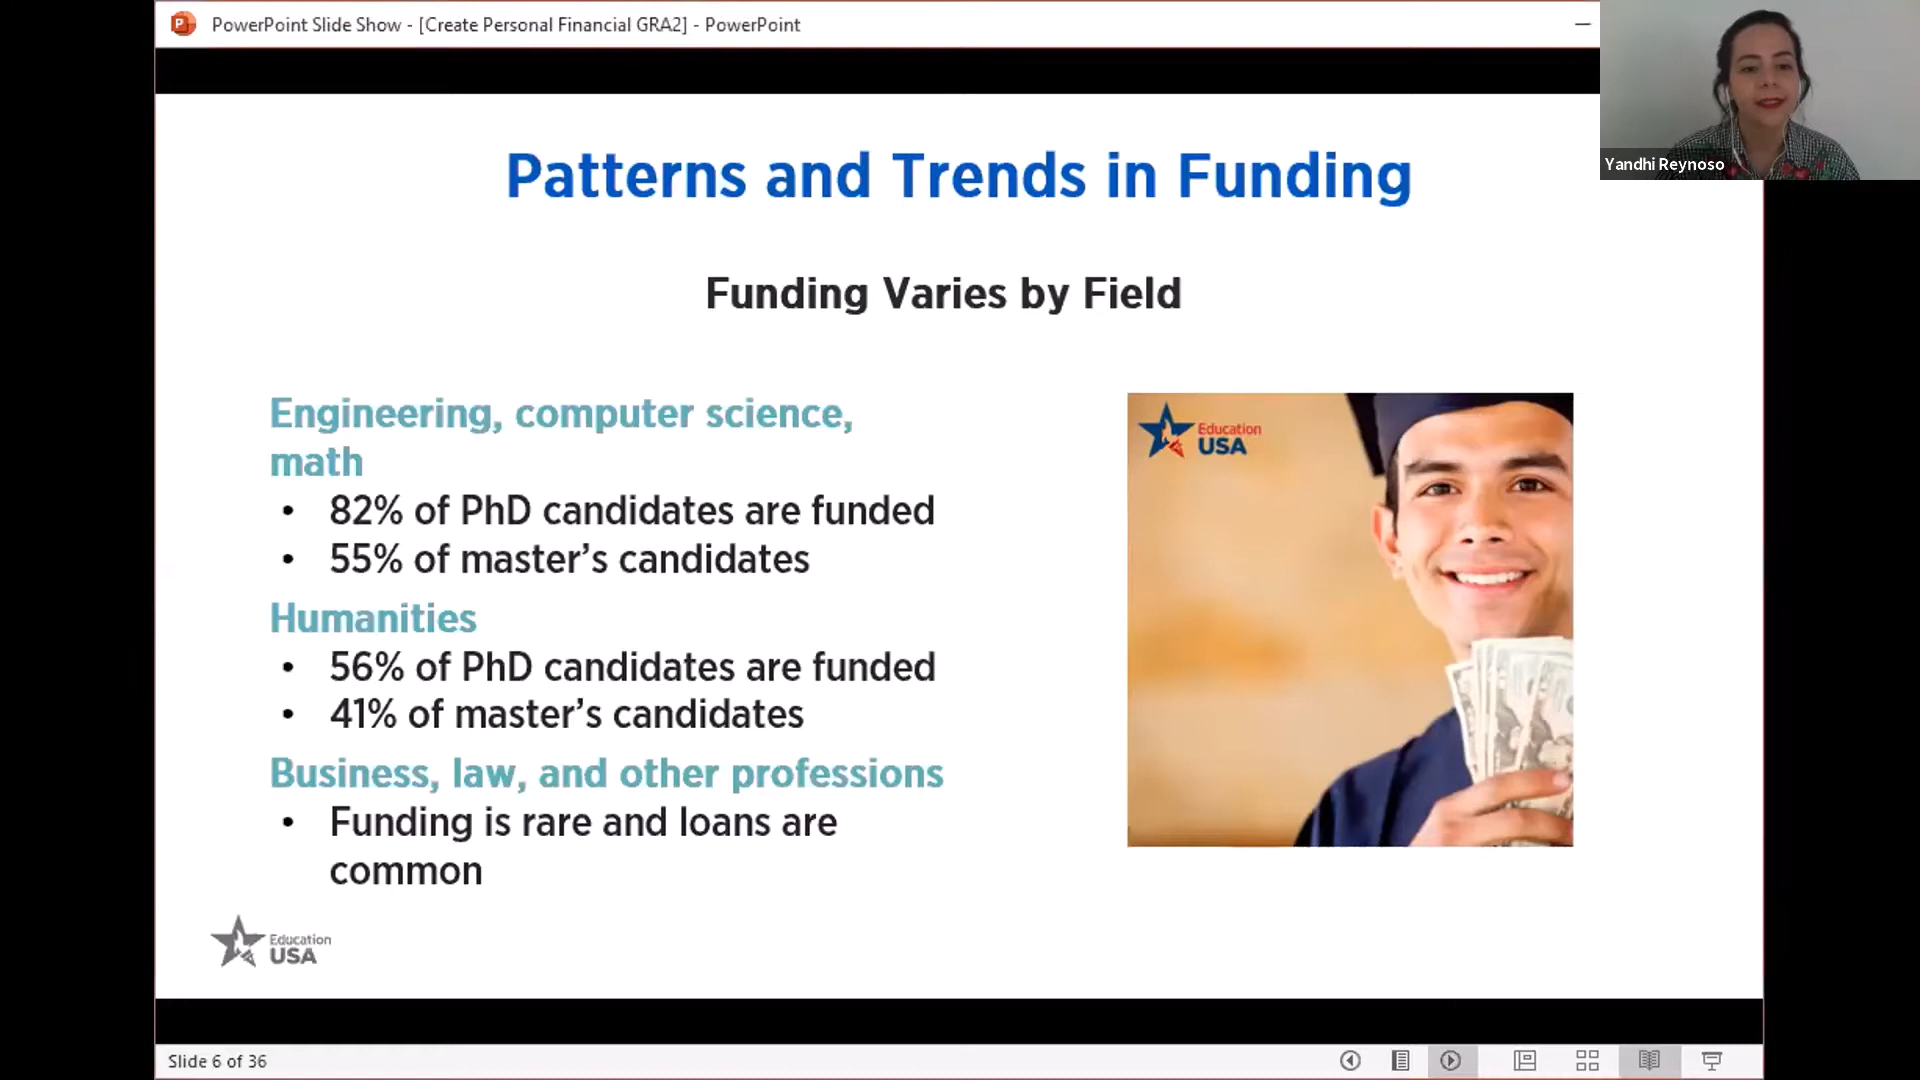 PowerPoint Slide Show - [Create Personal Financial GRA2] - PowerPoint
Yandhi Reynoso
Patterns and Trends in Funding
Funding Varies by Field
Engineering, computer science,
math
• 82% of PhD candidates are funded
• 55% of master’s candidates
Humanities
• 56% of PhD candidates are funded
• 41% of master’s candidates
Business, law, and other professions
• Funding is rare and loans are
common
Education
USA
Education
USA
Slide 6 of 36